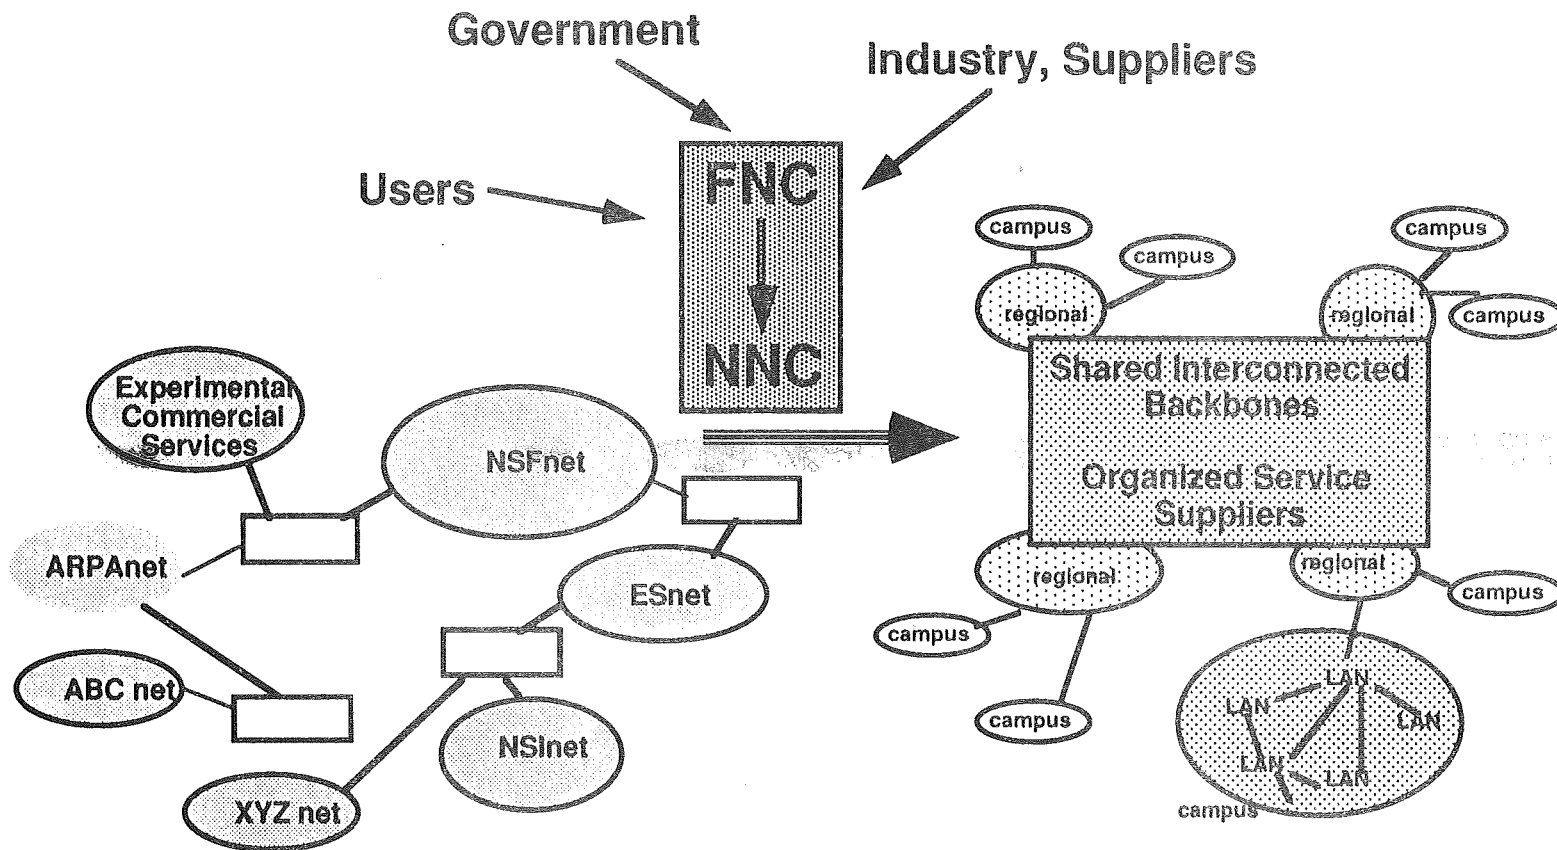 Government
Industry, Suppliers
Users
FNC
NNC
campus
campus
regional
campus
campus
regional
Shared Interconnected
Backbones
Organized Service
Suppliers
Experimental
Commercial
Services
NSFnet
ARPAnet
ESnet
ABC net
NSInet
XYZ net
regional
campus
campus
regional
campus
LAN
LAN
LAN
LAN
LAN
campus